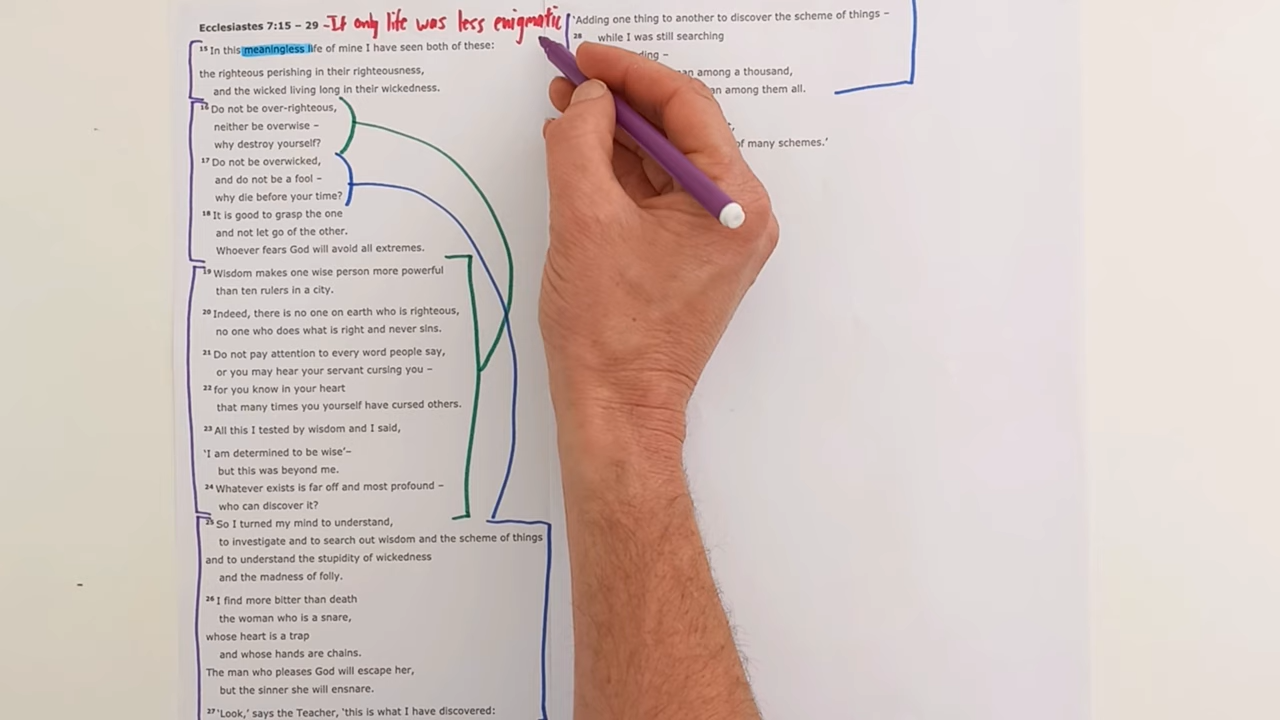 Ecclesiastes 7:15 – 29 - If only life was less enigmatic
15 In this meaningless life of mine I have seen both of these:
the righteous perishing in their righteousness,
and the wicked living long in their wickedness.
16 Do not be over-righteous,
neither be overwise –
why destroy yourself?
17 Do not be overwicked,
and do not be a fool –
why die before your time?
18 It is good to grasp the one
and not let go of the other.
Whoever fears God will avoid all extremes.
19 Wisdom makes one wise person more powerful
than ten rulers in a city.
20 Indeed, there is no one on earth who is righteous,
no one who does what is right and never sins.
21 Do not pay attention to every word people say,
or you may hear your servant cursing you –
22 for you know in your heart
that many times you yourself have cursed others.
23 All this I tested by wisdom and I said,
'I am determined to be wise'–
but this was beyond me.
24 Whatever exists is far off and most profound –
who can discover it?
25 So I turned my mind to understand,
to investigate and to search out wisdom and the scheme of things
and to understand the stupidity of wickedness
and the madness of folly.
26 I find more bitter than death
the woman who is a snare,
whose heart is a trap
and whose hands are chains.
The man who pleases God will escape her,
but the sinner she will ensnare.
27 'Look,' says the Teacher, 'this is what I have discovered:
'Adding one thing to another to discover the scheme of things –
28 while I was still searching
among a thousand,
among them all.
of many schemes.'